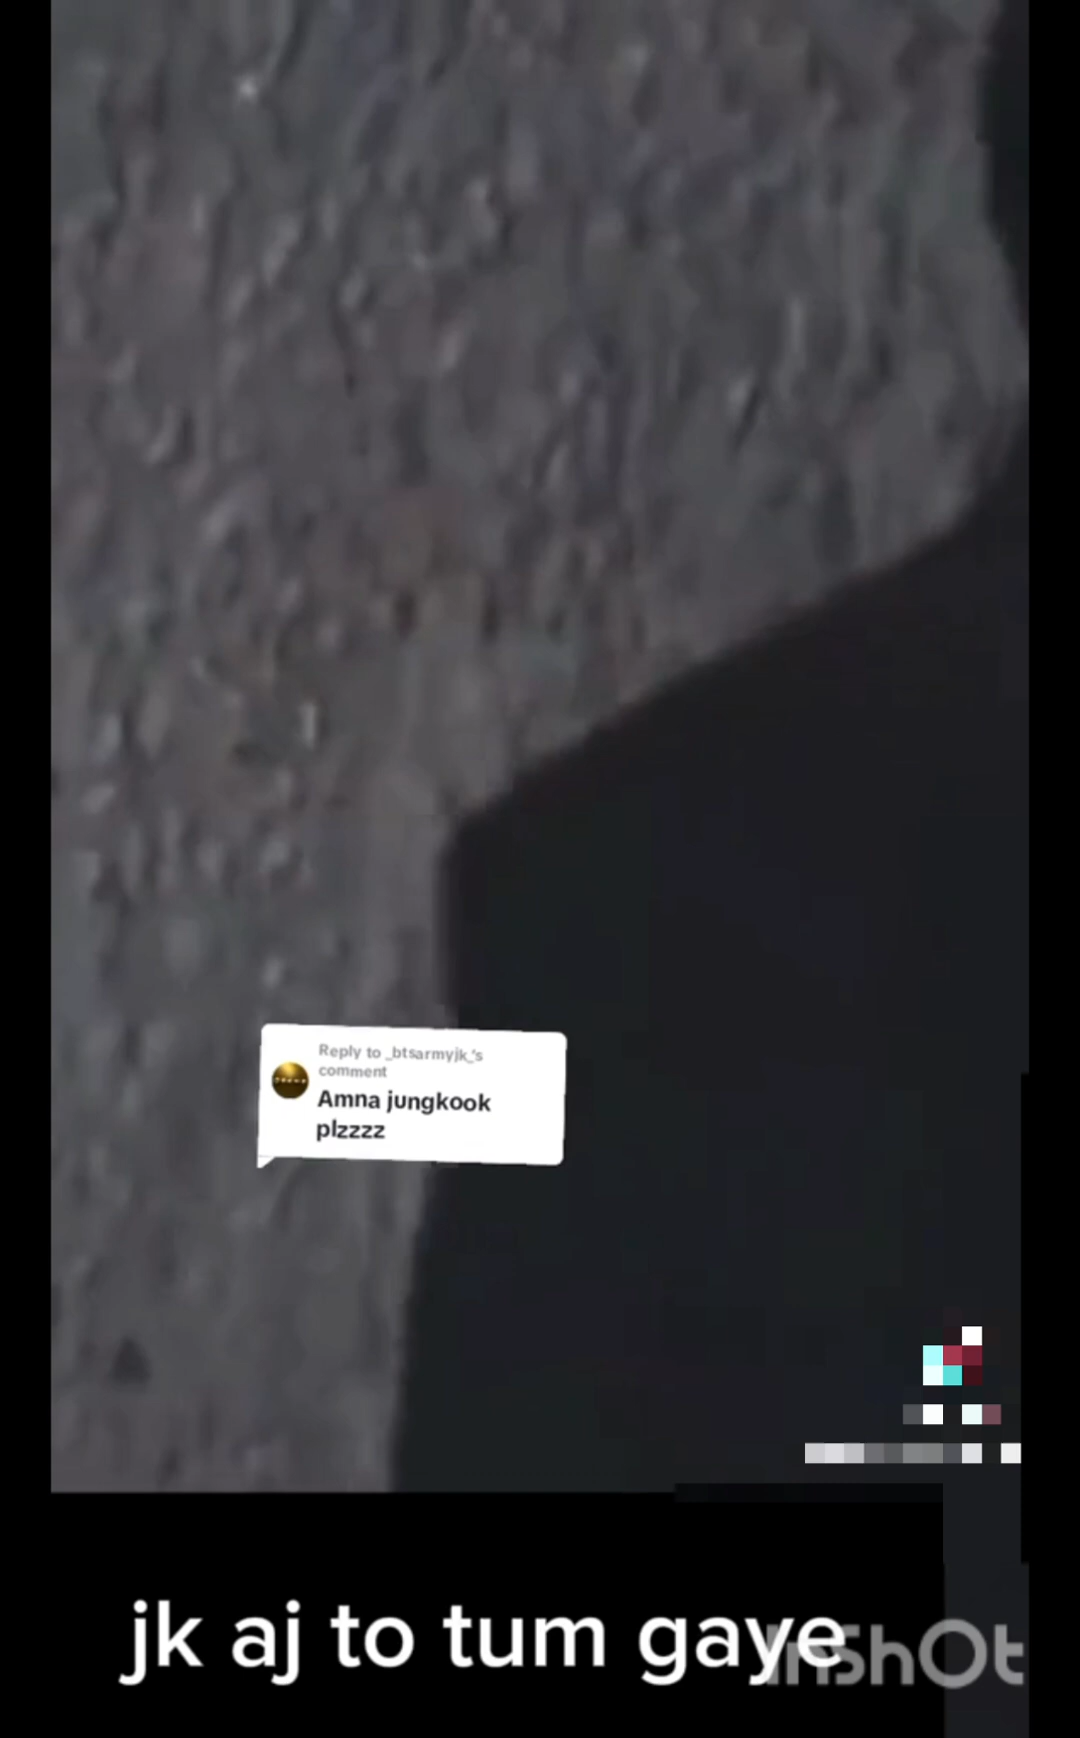 Reply to _btsarmyjk_'s
comment
Amna jungkook
plzzzz
jk aj to tum gaye
InShOt